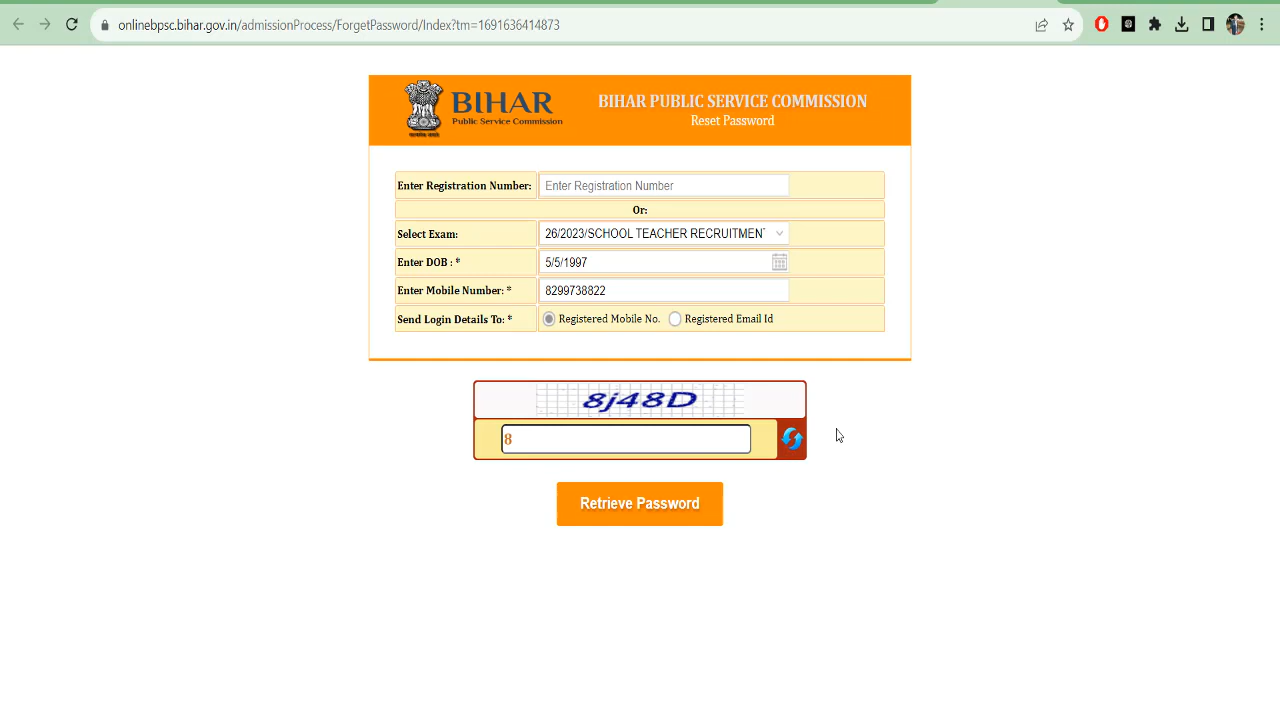 onlinebpsc.bihar.gov.in/admissionProcess/ForgetPassword/Index?tm=1691636414873
BIHAR
Public Service Commission
BIHAR PUBLIC SERVICE COMMISSION
Reset Password
Enter Registration Number: Enter Registration Number
Or:
Select Exam: 26/2023/SCHOOL TEACHER RECRUITMENT
Enter DOB : * 5/5/1997
Enter Mobile Number: * 8299738822
Send Login Details To: * Registered Mobile No. Registered Email Id
8j48D
8
Retrieve Password